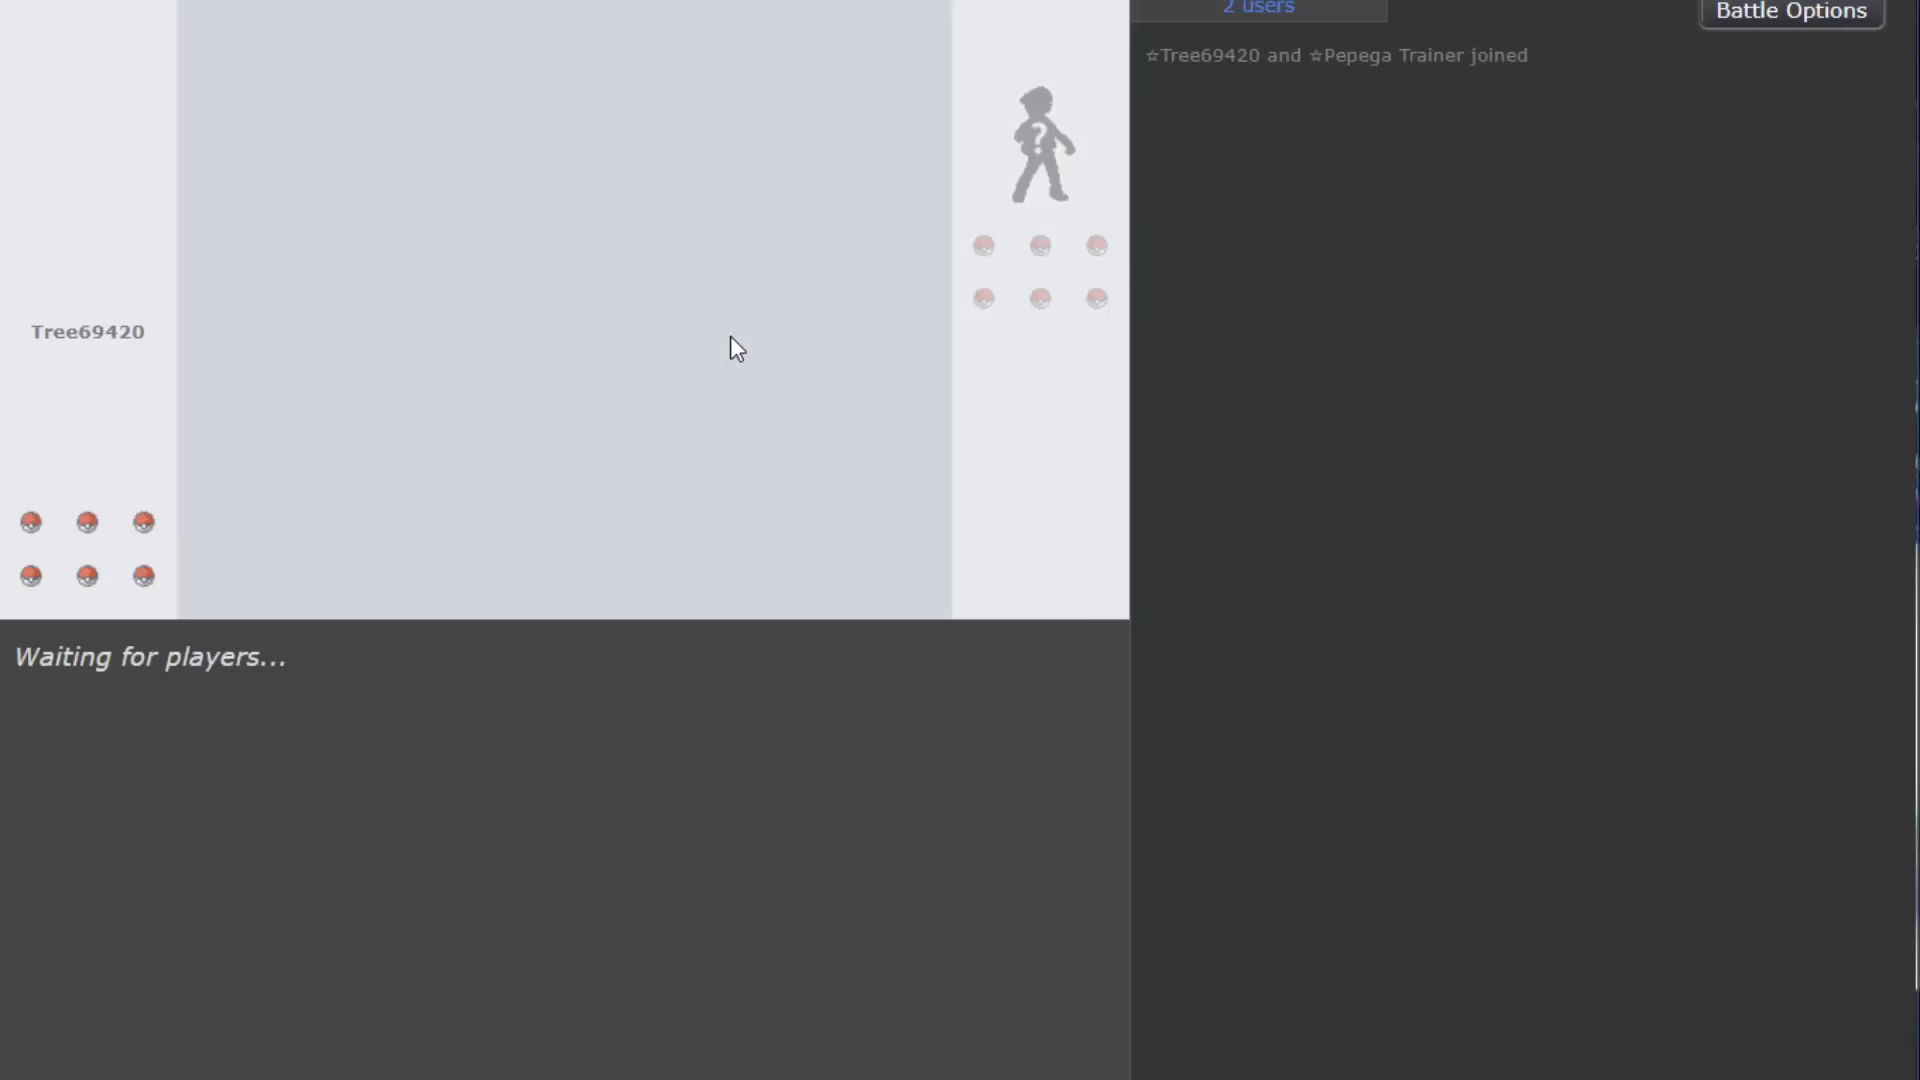 2 users
Battle Options
☆Tree69420 and ☆Pepega Trainer joined
?
Tree69420
Waiting for players...